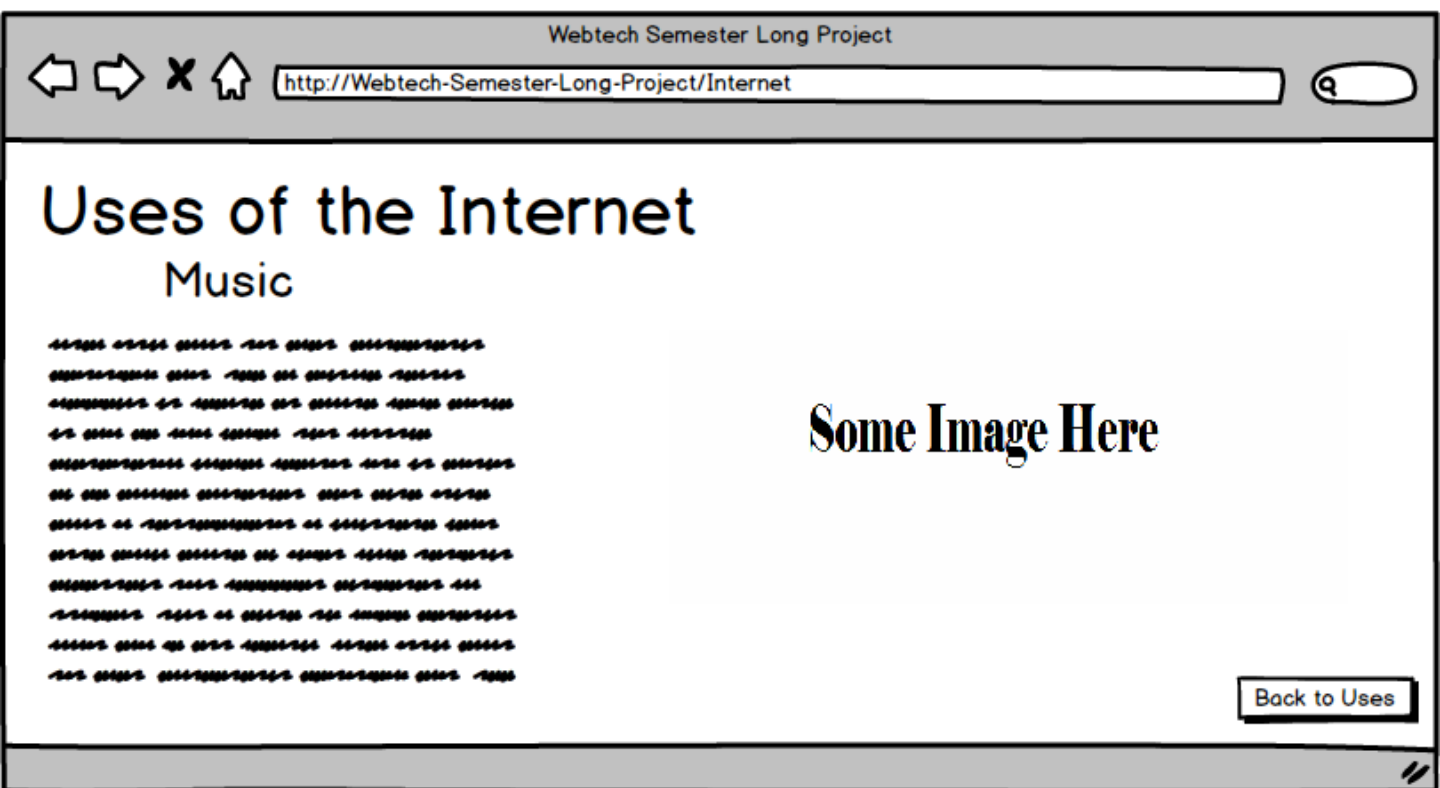 Webtech Semester Long Project
http://Webtech-Semester-Long-Project/Internet
Uses of the Internet
Music
Some Image Here
Back to Uses